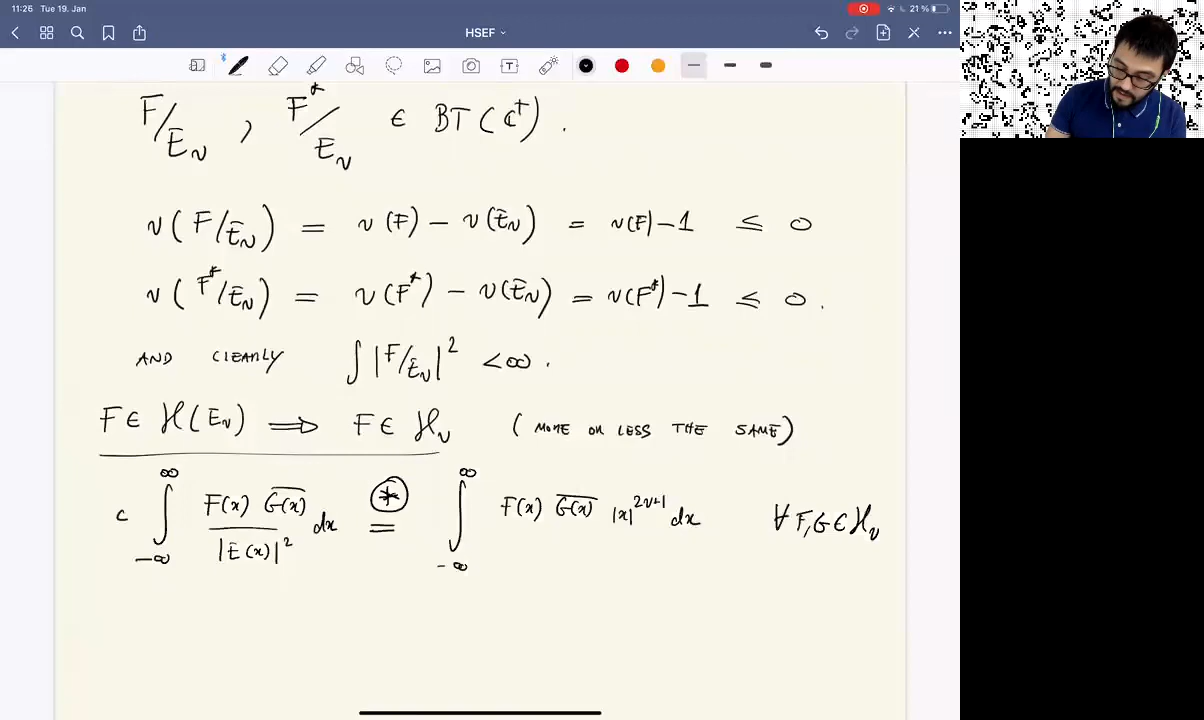 11:26 Tue 19. Jan 21 %
HSEF
F/E_ν , F*/E_ν ∈ BT(ℂ⁺) .
v(F/E_ν) = v(F) − v(E_ν) = v(F) − 1 ≤ 0
v(F*/E_ν) = v(F*) − v(E_ν) = v(F*) − 1 ≤ 0 .
AND CLEARLY ∫ |F/E_ν|² < ∞ .
F ∈ H(E_ν) ⟹ F ∈ H_ν (MORE OR LESS THE SAME)
c ∫_{-∞}^{∞} F(x) \overline{G(x)} / |E(x)|² dx =^{⊛} ∫_{-∞}^{∞} F(x) \overline{G(x)} |x|^{2ν+1} dx ∀ F, G ∈ H_ν